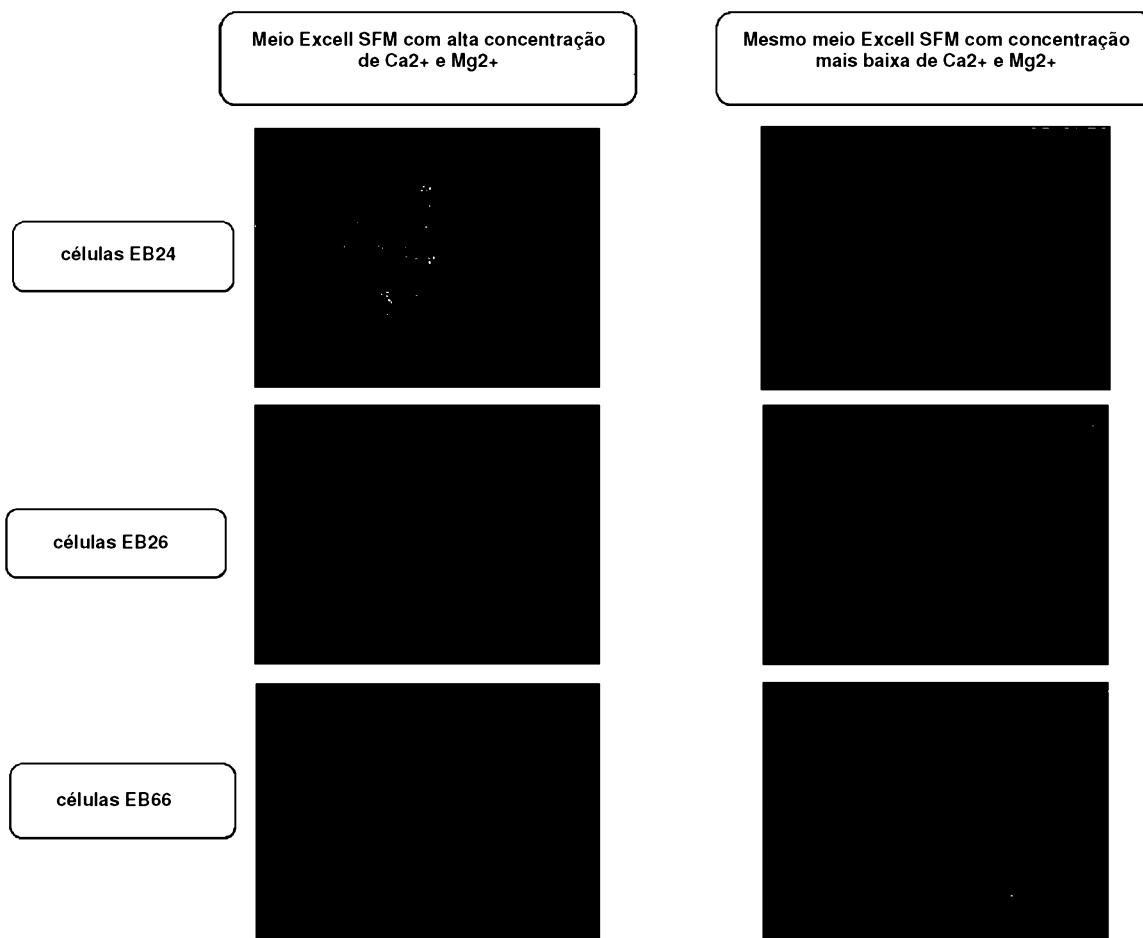 Meio Excell SFM com alta concentração
de Ca2+ e Mg2+
Mesmo meio Excell SFM com concentração
mais baixa de Ca2+ e Mg2+
células EB24
células EB26
células EB66